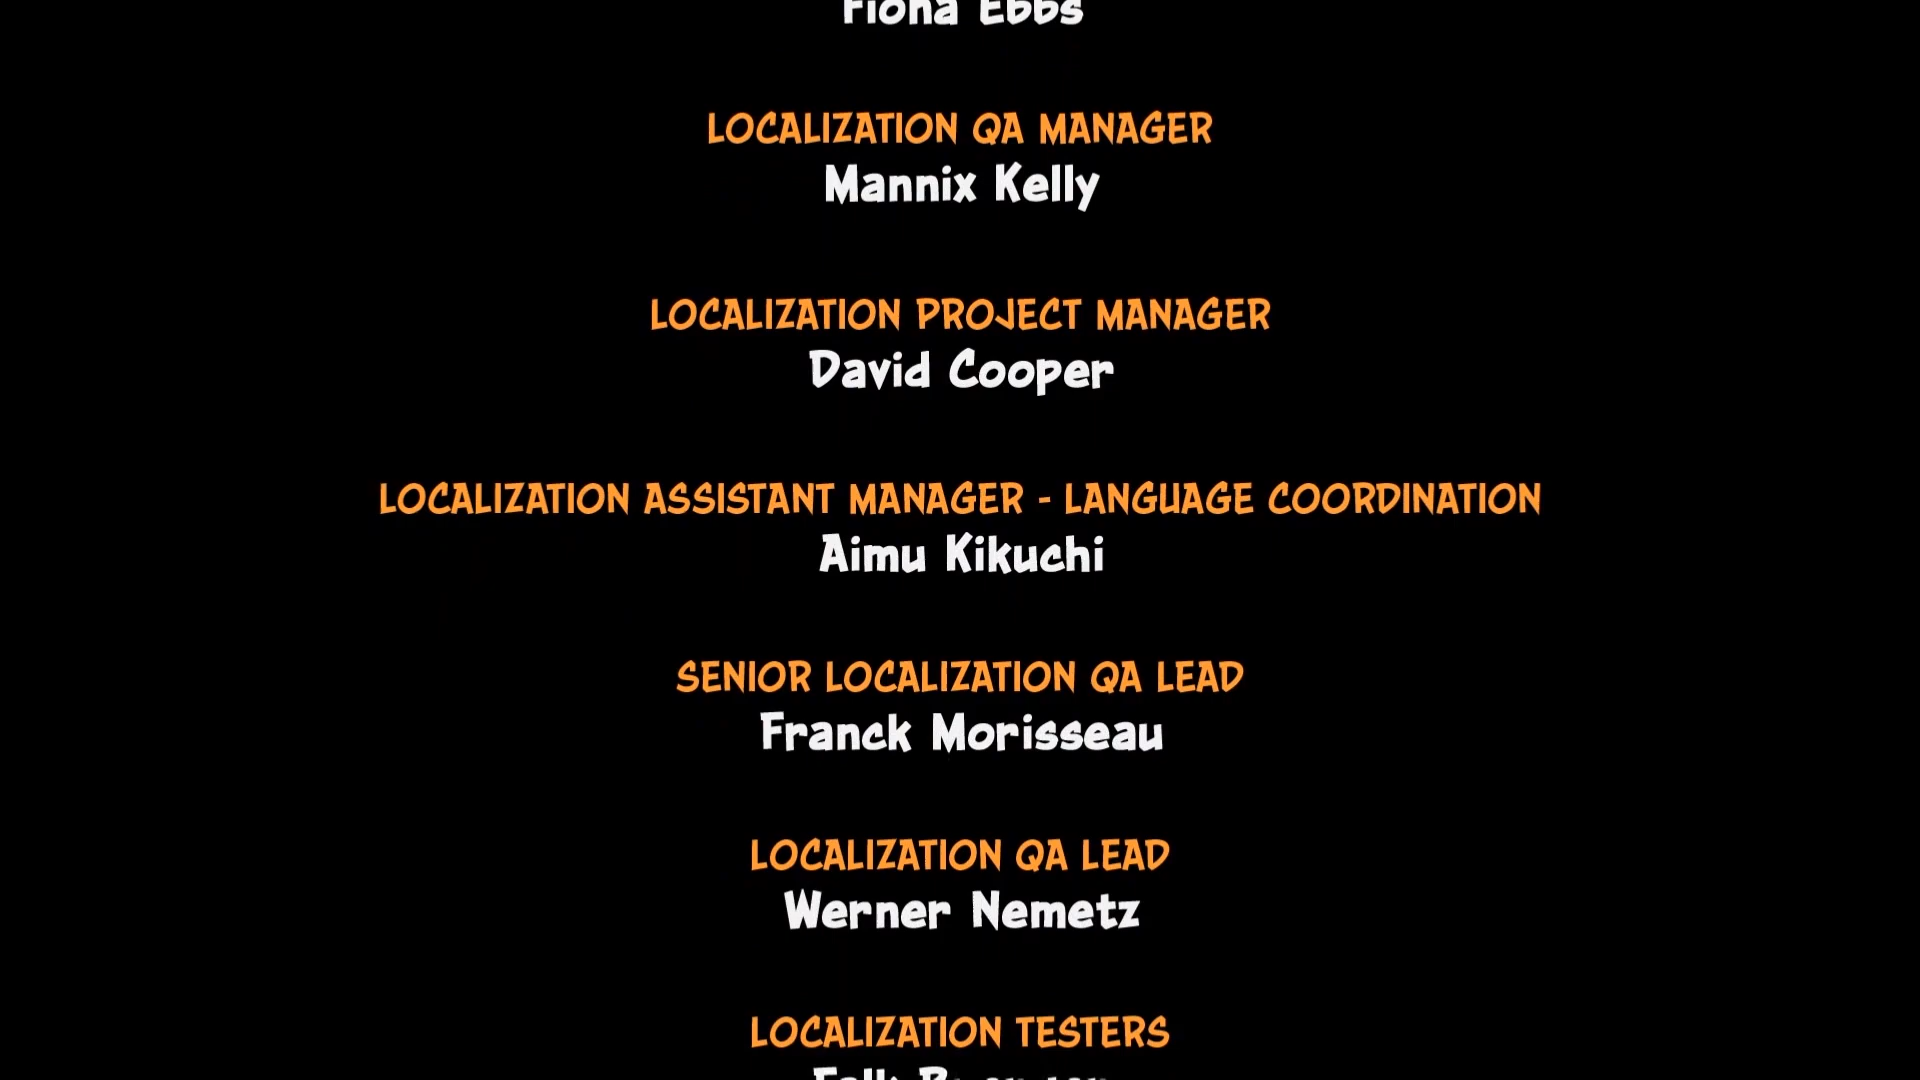 Fiona Ebbs
LOCALIZATION QA MANAGER
Mannix Kelly
LOCALIZATION PROJECT MANAGER
David Cooper
LOCALIZATION ASSISTANT MANAGER - LANGUAGE COORDINATION
Aimu Kikuchi
SENIOR LOCALIZATION QA LEAD
Franck Morisseau
LOCALIZATION QA LEAD
Werner Nemetz
LOCALIZATION TESTERS